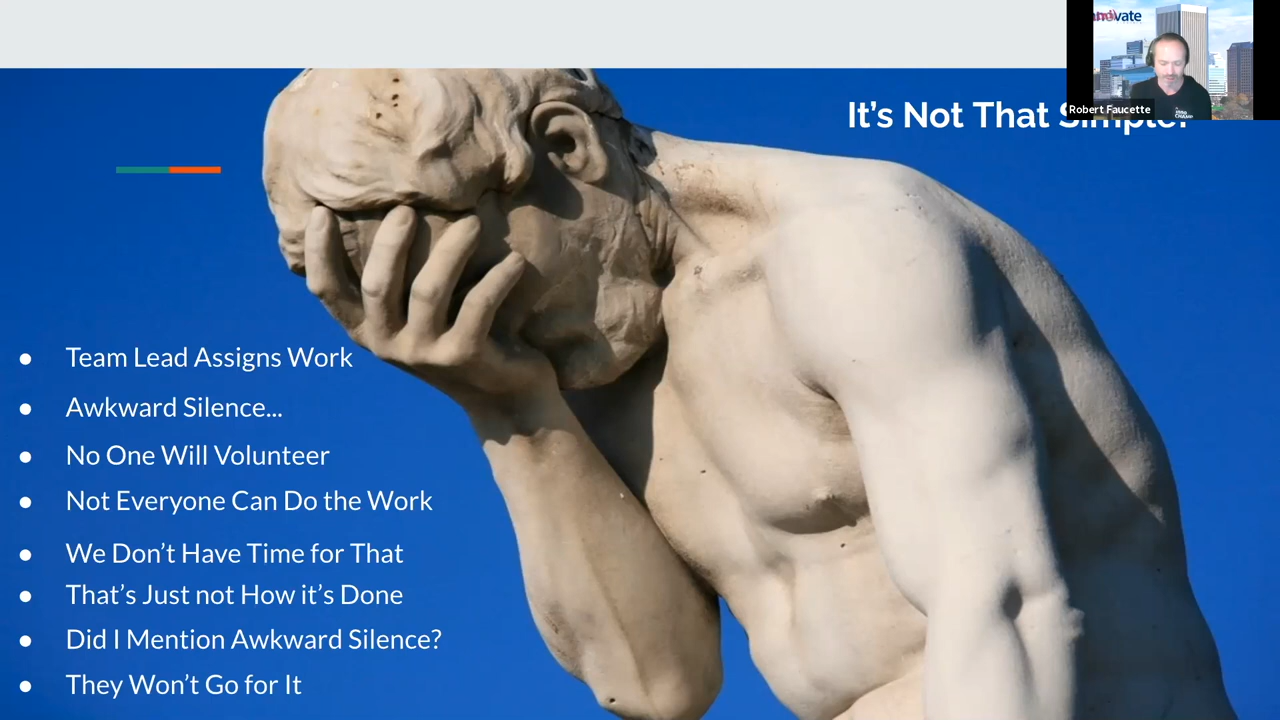 It's Not That Simple!
Robert Faucette
● Team Lead Assigns Work
● Awkward Silence...
● No One Will Volunteer
● Not Everyone Can Do the Work
● We Don’t Have Time for That
● That’s Just not How it’s Done
● Did I Mention Awkward Silence?
● They Won’t Go for It